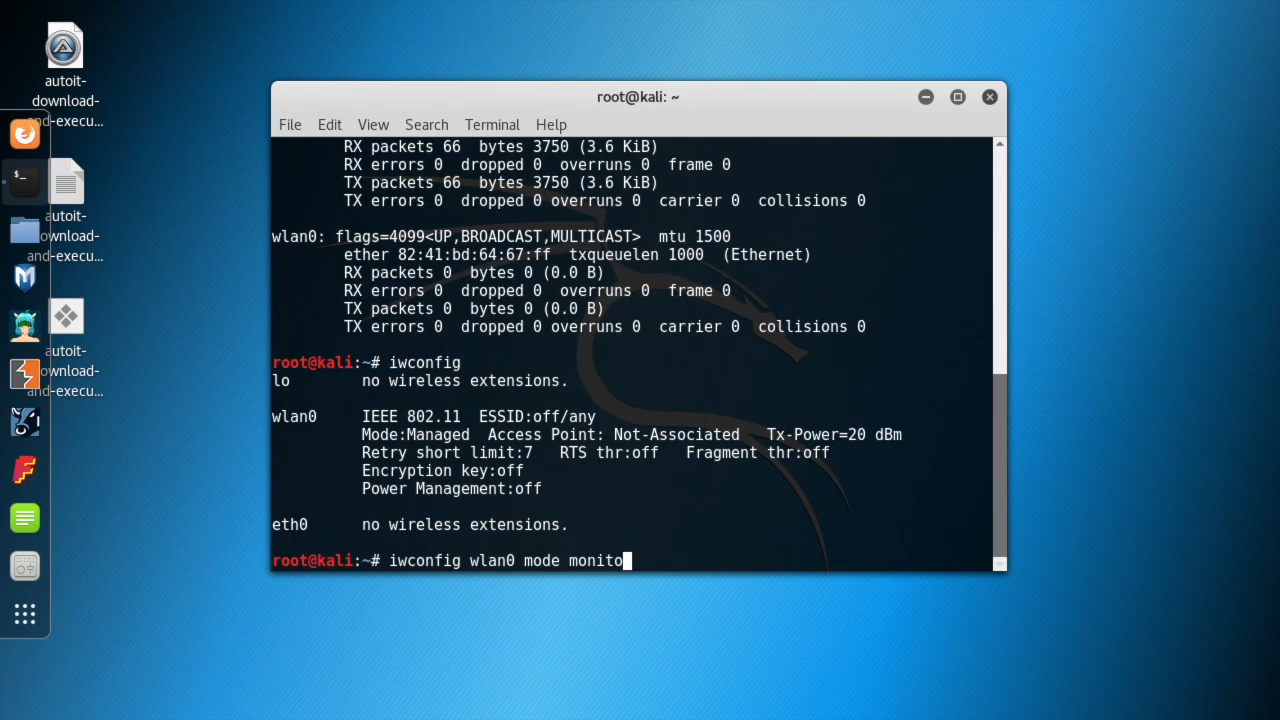 autoit-
download-
and-execu...
autoit-
download-
and-execu...
autoit-
download-
and-execu...
root@kali: ~
File Edit View Search Terminal Help
RX packets 66  bytes 3750 (3.6 KiB)
RX errors 0  dropped 0  overruns 0  frame 0
TX packets 66  bytes 3750 (3.6 KiB)
TX errors 0  dropped 0 overruns 0  carrier 0  collisions 0
wlan0: flags=4099<UP,BROADCAST,MULTICAST>  mtu 1500
ether 82:41:bd:64:67:ff  txqueuelen 1000  (Ethernet)
RX packets 0  bytes 0 (0.0 B)
RX errors 0  dropped 0  overruns 0  frame 0
TX packets 0  bytes 0 (0.0 B)
TX errors 0  dropped 0 overruns 0  carrier 0  collisions 0
root@kali:~# iwconfig
lo        no wireless extensions.
wlan0     IEEE 802.11  ESSID:off/any
Mode:Managed  Access Point: Not-Associated   Tx-Power=20 dBm
Retry short limit:7   RTS thr:off   Fragment thr:off
Encryption key:off
Power Management:off
eth0      no wireless extensions.
root@kali:~# iwconfig wlan0 mode monito